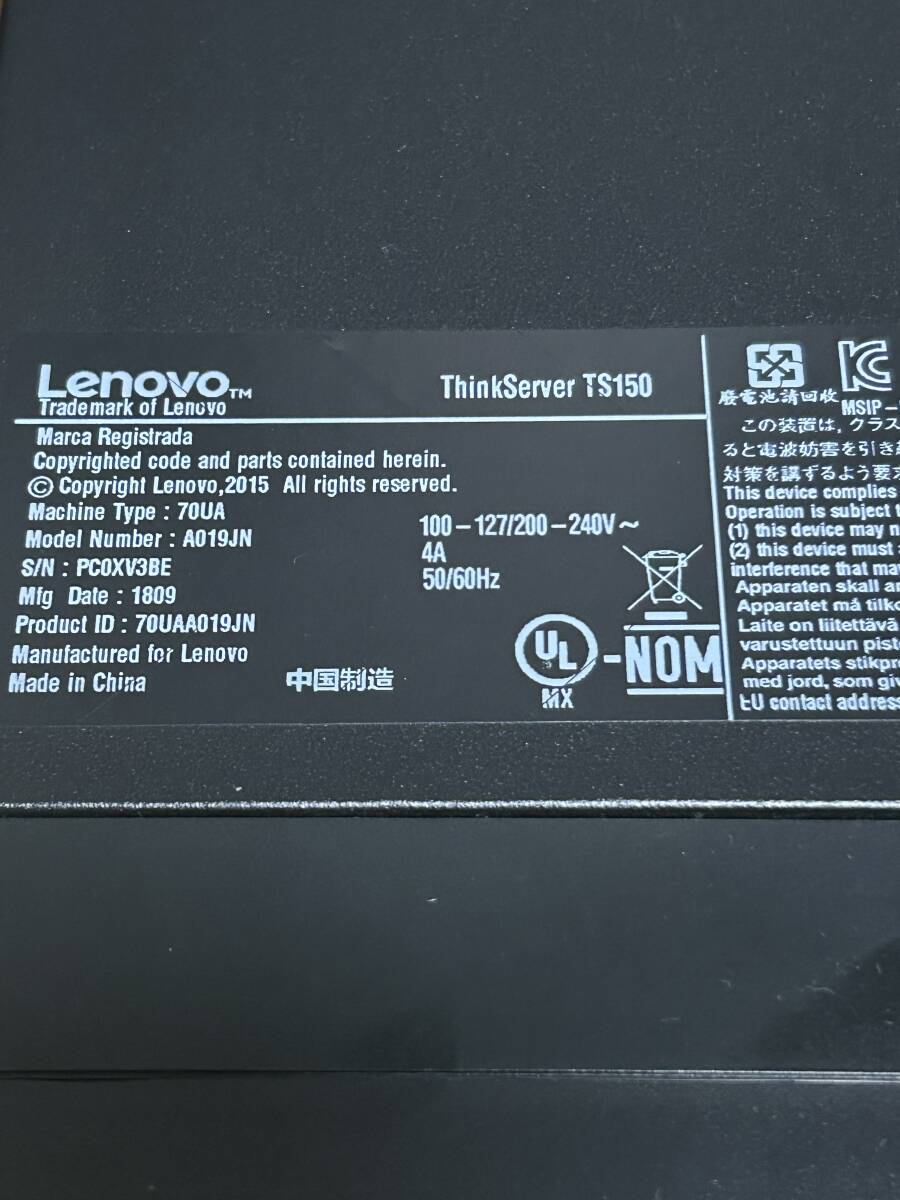 Lenovo™
Trademark of Lenovo
ThinkServer TS150
Marca Registrada
Copyrighted code and parts contained herein.
© Copyright Lenovo,2015 All rights reserved.
Machine Type : 70UA
Model Number : A019JN
S/N : PC0XV3BE
Mfg Date : 1809
Product ID : 70UAA019JN
Manufactured for Lenovo
Made in China
中国制造
100-127/200-240V~
4A
50/60Hz
UL
MX
-NOM
廢電池請回收
MSIP-
この装置は, クラス
ると電波妨害を引き
対策を講ずるよう要
This device complies
Operation is subject
(1) this device may
(2) this device must
interference that may
Apparaten skall
Apparatet må
Laite on liitettävä
varustettuun
Apparatets
med jord, som
EU contact address